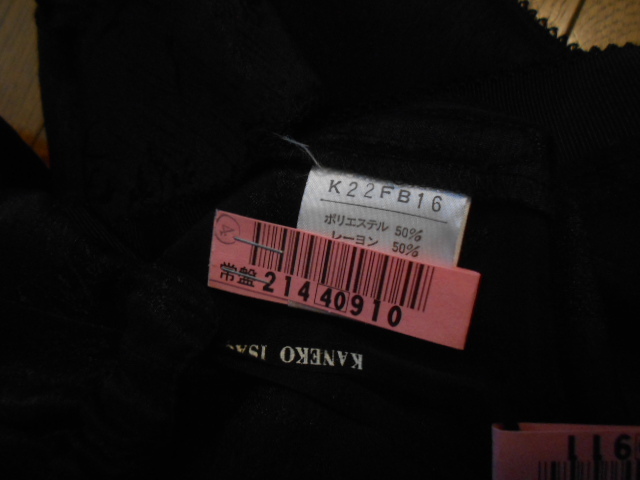 K22FB16
ポリエステル 50%
レーヨン 50%
A
常盤 21440910
KANEKO ISAO
911